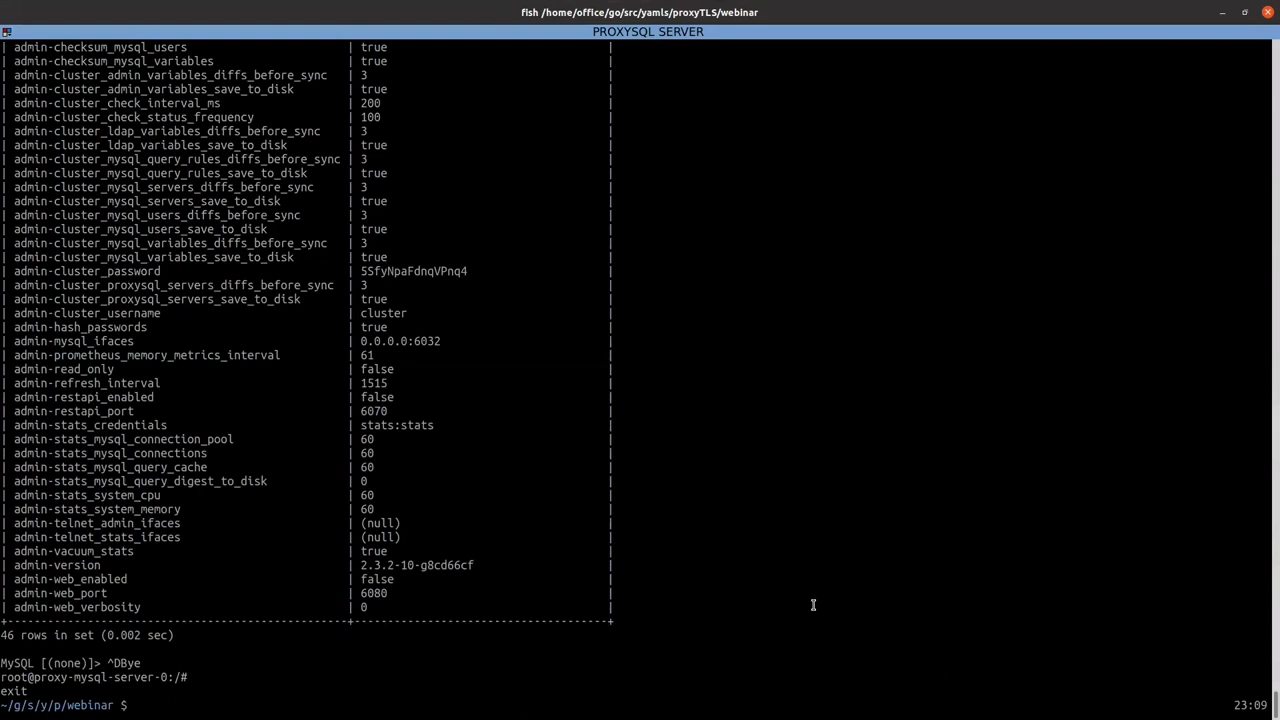 fish /home/office/go/src/yamls/proxyTLS/webinar
PROXYSQL SERVER
| admin-checksum_mysql_users | true |
| admin-checksum_mysql_variables | true |
| admin-cluster_admin_variables_diffs_before_sync | 3 |
| admin-cluster_admin_variables_save_to_disk | true |
| admin-cluster_check_interval_ms | 200 |
| admin-cluster_check_status_frequency | 100 |
| admin-cluster_ldap_variables_diffs_before_sync | 3 |
| admin-cluster_ldap_variables_save_to_disk | true |
| admin-cluster_mysql_query_rules_diffs_before_sync | 3 |
| admin-cluster_mysql_query_rules_save_to_disk | true |
| admin-cluster_mysql_servers_diffs_before_sync | 3 |
| admin-cluster_mysql_servers_save_to_disk | true |
| admin-cluster_mysql_users_diffs_before_sync | 3 |
| admin-cluster_mysql_users_save_to_disk | true |
| admin-cluster_mysql_variables_diffs_before_sync | 3 |
| admin-cluster_mysql_variables_save_to_disk | true |
| admin-cluster_password | 5SfyNpaFdnqVPnq4 |
| admin-cluster_proxysql_servers_diffs_before_sync | 3 |
| admin-cluster_proxysql_servers_save_to_disk | true |
| admin-cluster_username | cluster |
| admin-hash_passwords | true |
| admin-mysql_ifaces | 0.0.0.0:6032 |
| admin-prometheus_memory_metrics_interval | 61 |
| admin-read_only | false |
| admin-refresh_interval | 1515 |
| admin-restapi_enabled | false |
| admin-restapi_port | 6070 |
| admin-stats_credentials | stats:stats |
| admin-stats_mysql_connection_pool | 60 |
| admin-stats_mysql_connections | 60 |
| admin-stats_mysql_query_cache | 60 |
| admin-stats_mysql_query_digest_to_disk | 0 |
| admin-stats_system_cpu | 60 |
| admin-stats_system_memory | 60 |
| admin-telnet_admin_ifaces | (null) |
| admin-telnet_stats_ifaces | (null) |
| admin-vacuum_stats | true |
| admin-version | 2.3.2-10-g8cd66cf |
| admin-web_enabled | false |
| admin-web_port | 6080 |
| admin-web_verbosity | 0 |
+---------------------------------------------------+--------------------------------------+
46 rows in set (0.002 sec)
MySQL [(none)]> ^DBye
root@proxy-mysql-server-0:/#
exit
~/g/s/y/p/webinar $ 23:09